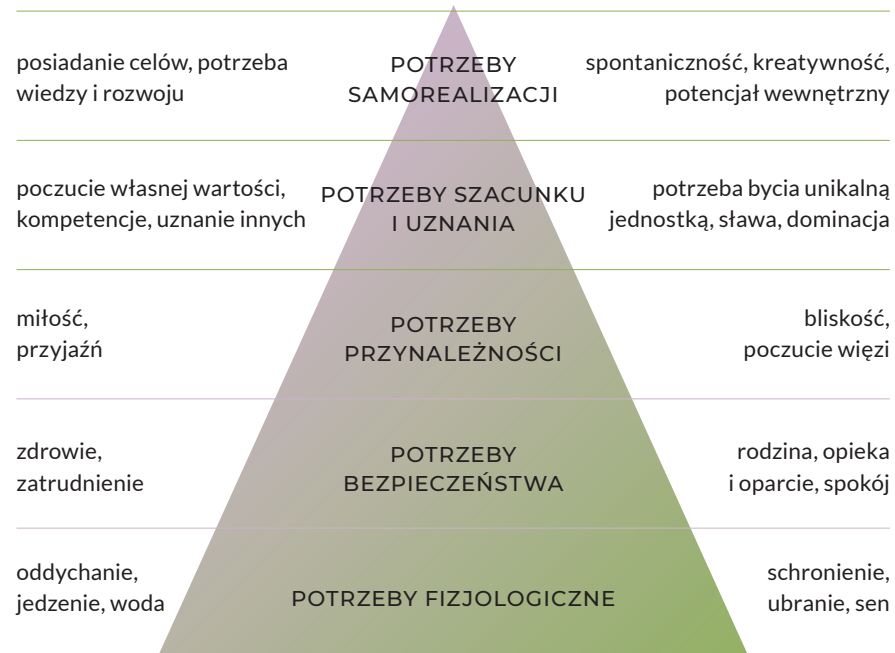 posiadanie celów, potrzeba
wiedzy i rozwoju
POTRZEBY
SAMOREALIZACJI
spontaniczność, kreatywność,
potencjał wewnętrzny
poczucie własnej wartości,
kompetencje, uznanie innych
POTRZEBY SZACUNKU
I UZNANIA
potrzeba bycia unikalną
jednostką, sława, dominacja
miłość,
przyjaźń
POTRZEBY
PRZYNALEŻNOŚCI
bliskość,
poczucie więzi
zdrowie,
zatrudnienie
POTRZEBY
BEZPIECZEŃSTWA
rodzina, opieka
i oparcie, spokój
oddychanie,
jedzenie, woda
POTRZEBY FIZJOLOGICZNE
schronienie,
ubranie, sen